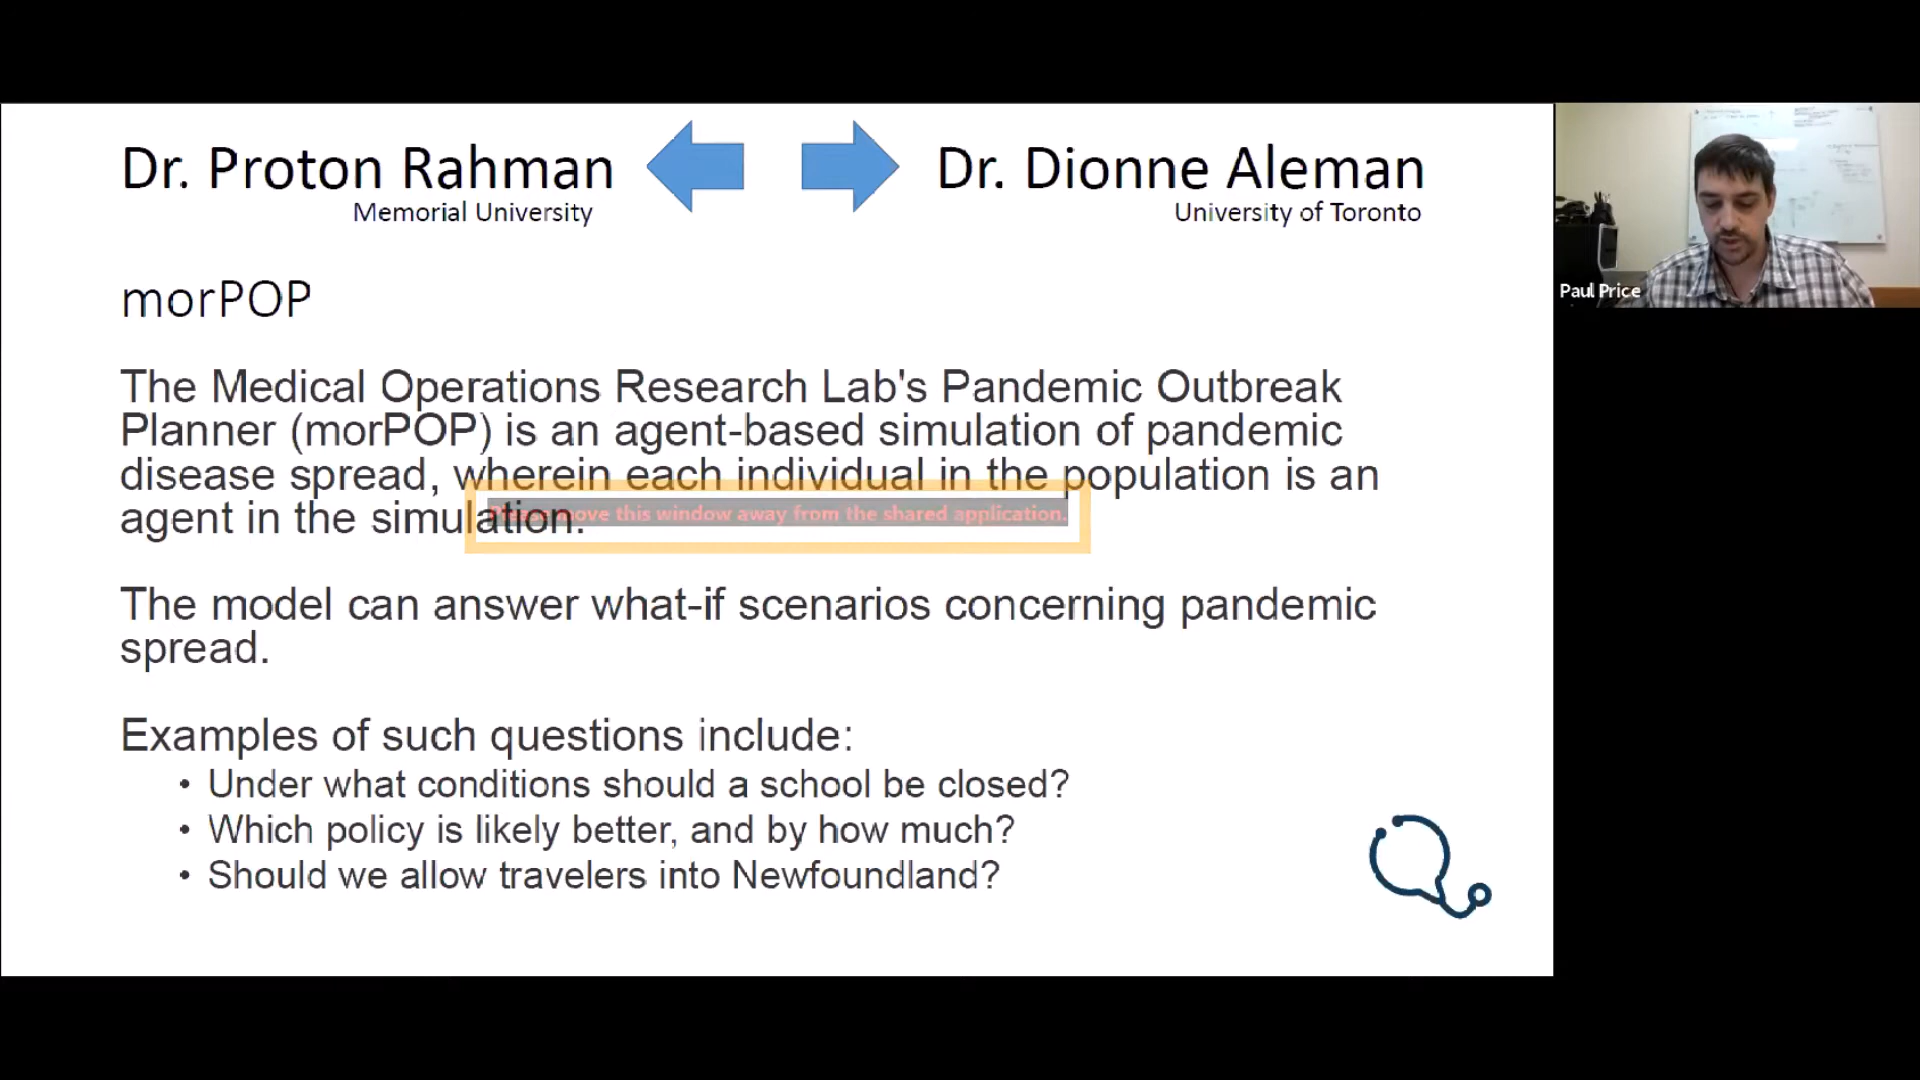 Dr. Proton Rahman
Memorial University
Dr. Dionne Aleman
University of Toronto
Paul Price
morPOP
The Medical Operations Research Lab's Pandemic Outbreak
Planner (morPOP) is an agent-based simulation of pandemic
disease spread, wherein each individual in the population is an
agent in the simulation.
Please move this window away from the shared application.
The model can answer what-if scenarios concerning pandemic
spread.
Examples of such questions include:
• Under what conditions should a school be closed?
• Which policy is likely better, and by how much?
• Should we allow travelers into Newfoundland?